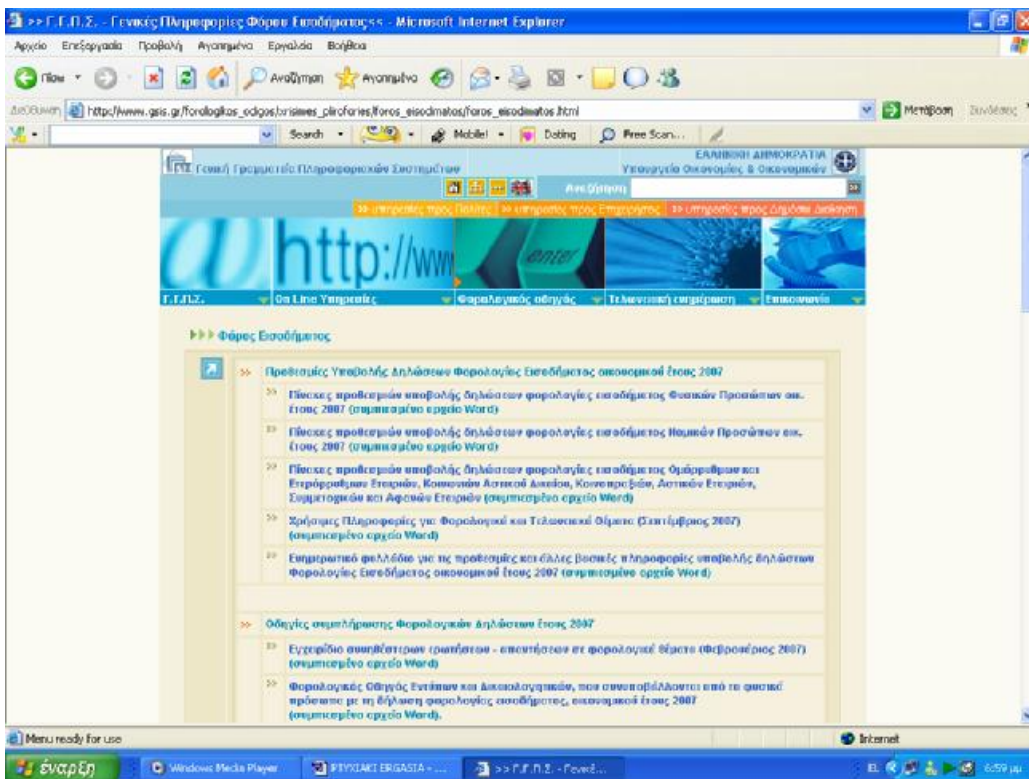 >> Γ.Γ.Π.Σ. - Γενικές Πληροφορίες Φόρου Εισοδήματος<< - Microsoft Internet Explorer
Αρχείο Επεξεργασία Προβολή Αγαπημένα Εργαλεία Βοήθεια
Πίσω Αναζήτηση Αγαπημένα
Διεύθυνση http://www.gsis.gr/forologikos_odigos/xrisimes_plirofories/foros_eisodimatos/foros_eisodimatos.html Μετάβαση Συνδέσεις
Search Mobile! Dating Free Scan...
Γενική Γραμματεία Πληροφοριακών Συστημάτων
ΕΛΛΗΝΙΚΗ ΔΗΜΟΚΡΑΤΙΑ
Υπουργείο Οικονομίας & Οικονομικών
Αναζήτηση
>> υπηρεσίες προς Πολίτες >> υπηρεσίες προς Επιχειρήσεις >> υπηρεσίες προς Δημόσια Διοίκηση
@ http://www enter
Γ.Γ.Π.Σ. On Line Υπηρεσίες Φορολογικός οδηγός Τελωνειακή ενημέρωση Επικοινωνία
Φόρος Εισοδήματος
>> Προθεσμίες Υποβολής Δηλώσεων Φορολογίας Εισοδήματος οικονομικού έτους 2007
>> Πίνακες προθεσμιών υποβολής δηλώσεων φορολογίας εισοδήματος Φυσικών Προσώπων οικ.
έτους 2007 (συμπιεσμένο αρχείο Word)
>> Πίνακες προθεσμιών υποβολής δηλώσεων φορολογίας εισοδήματος Νομικών Προσώπων οικ.
έτους 2007 (συμπιεσμένο αρχείο Word)
>> Πίνακες προθεσμιών υποβολής δηλώσεων φορολογίας εισοδήματος Ομόρρυθμων και
Ετερόρρυθμων Εταιριών, Κοινωνιών Αστικού Δικαίου, Κοινοπραξιών, Αστικών Εταιριών,
Συμμετοχικών και Αφανών Εταιριών (συμπιεσμένο αρχείο Word)
>> Χρήσιμες Πληροφορίες για Φορολογικά και Τελωνειακά Θέματα (Σεπτέμβριος 2007)
(συμπιεσμένο αρχείο Word)
>> Ενημερωτικό φυλλάδιο για τις προθεσμίες και άλλες βασικές πληροφορίες υποβολής δηλώσεων
Φορολογίας Εισοδήματος οικονομικού έτους 2007 (συμπιεσμένο αρχείο Word)
>> Οδηγίες συμπλήρωσης Φορολογικών Δηλώσεων έτους 2007
>> Εγχειρίδιο συνηθέστερων ερωτήσεων - απαντήσεων σε φορολογικά θέματα (Φεβρουάριος 2007)
(συμπιεσμένο αρχείο Word)
>> Φορολογικός Οδηγός Εντύπων και Δικαιολογητικών, που συνυποβάλλονται από τα φυσικά
πρόσωπα με τη δήλωση φορολογίας εισοδήματος, οικονομικού έτους 2007
(συμπιεσμένο αρχείο Word).
Menu ready for use Internet
έναρξη Windows Media Player PTYXIAKI ERGASIA - ... >> Γ.Γ.Π.Σ. - Γενικέ... EL 6:59 μμ